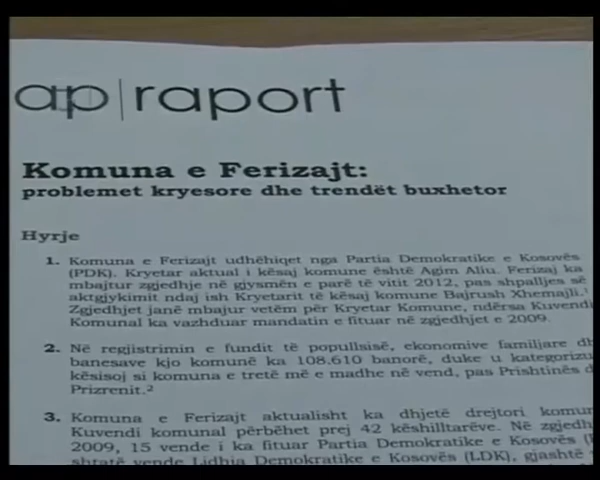 ap|raport
Komuna e Ferizajt:
problemet kryesore dhe trendët buxhetor
Hyrje
1. Komuna e Ferizajt udhëhiqet nga Partia Demokratike e Kosovës
(PDK). Kryetar aktual i kësaj komune është Agim Aliu. Ferizaj ka
mbajtur zgjedhje në gjysmën e parë të vitit 2012, pas shpalljes së
aktgjykimit ndaj ish Kryetarit të kësaj komune Bajrush Xhemajli.¹
Zgjedhjet janë mbajur vetëm për Kryetar Komune, ndërsa Kuvendi
Komunal ka vazhduar mandatin e fituar në zgjedhjet e 2009.
2. Në regjistrimin e fundit të popullsisë, ekonomive familjare dh
banesave kjo komunë ka 108.610 banorë, duke u kategorizu
kësisoj si komuna e tretë më e madhe në vend, pas Prishtinës d
Prizrenit.²
3. Komuna e Ferizajt aktualisht ka dhjetë drejtori komun
Kuvendi komunal përbëhet prej 42 këshilltarëve. Në zgjedh
2009, 15 vende i ka fituar Partia Demokratike e Kosovës (
shtatë vende Lidhja Demokratike e Kosovës (LDK), gjashtë